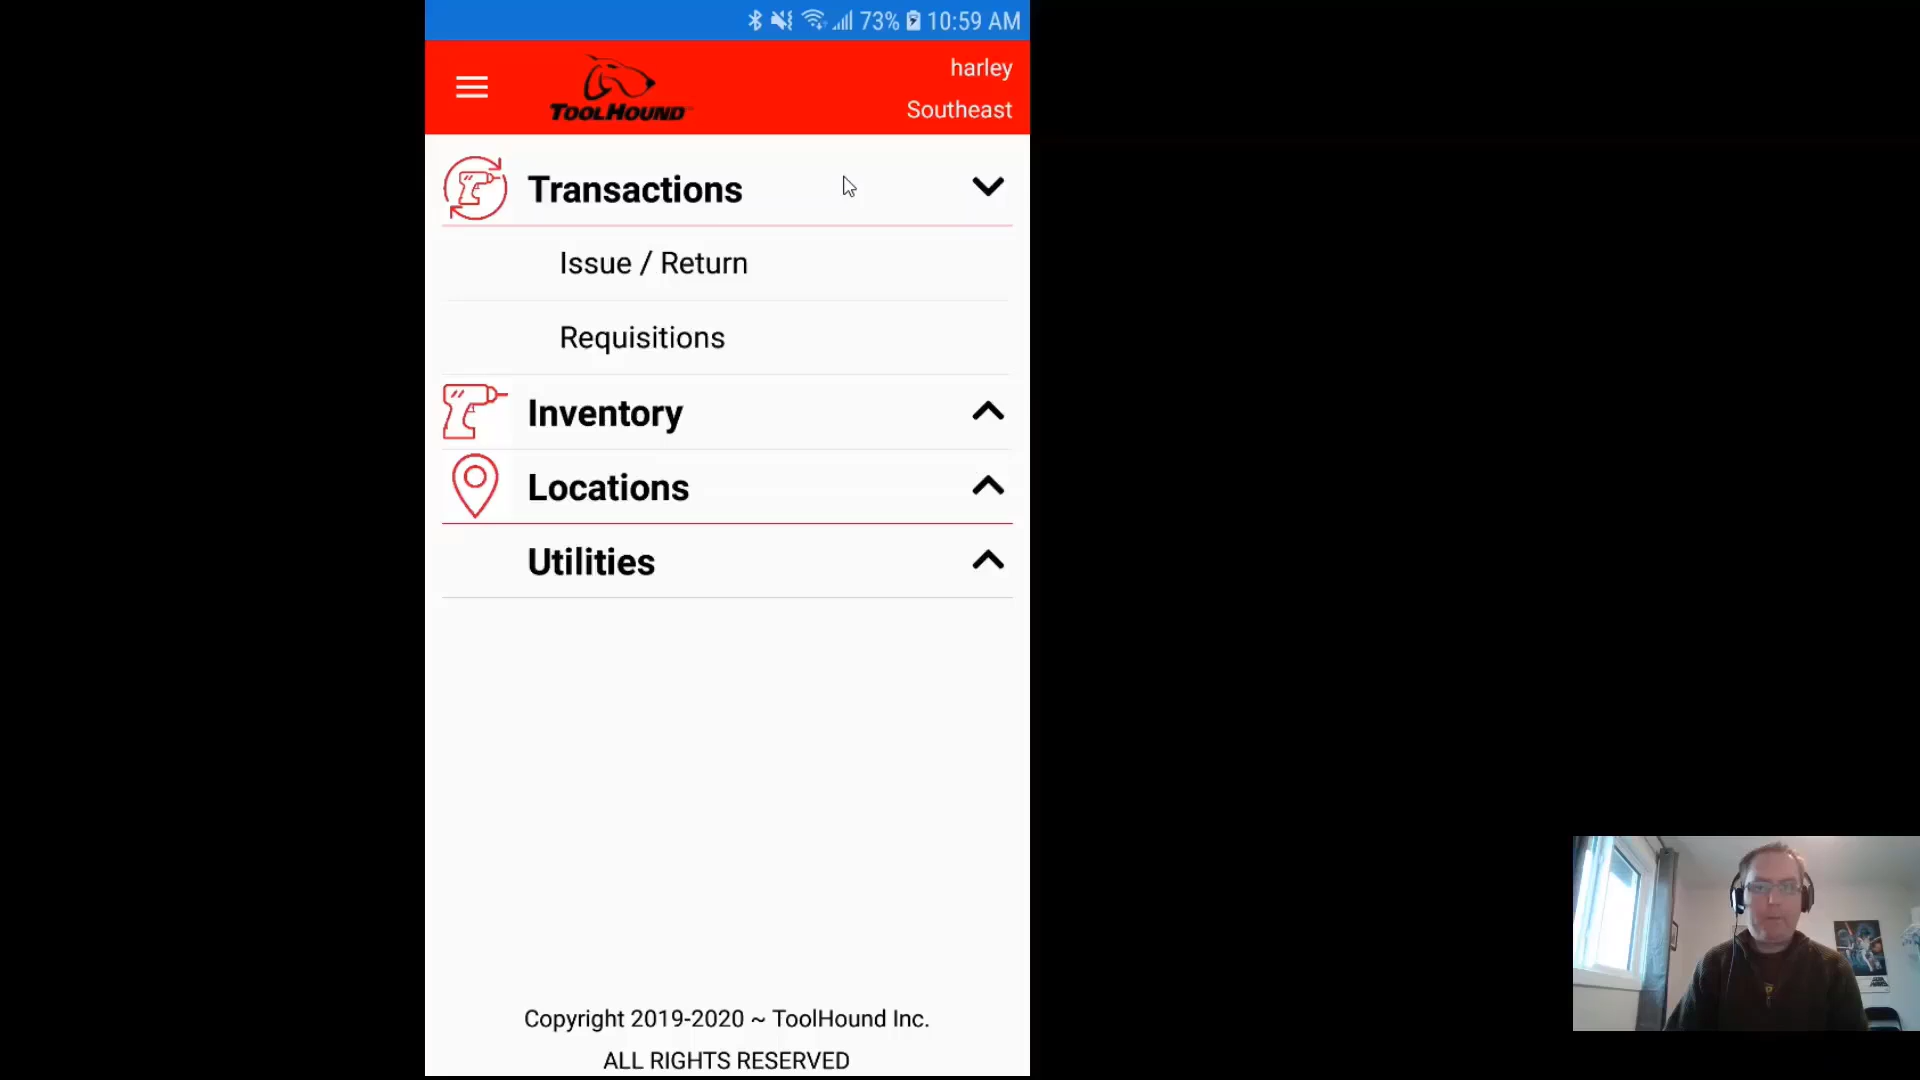 73% 10:59 AM
harley
TOOLHOUND
Southeast
Transactions
Issue / Return
Requisitions
Inventory
Locations
Utilities
Copyright 2019-2020 ~ ToolHound Inc.
ALL RIGHTS RESERVED